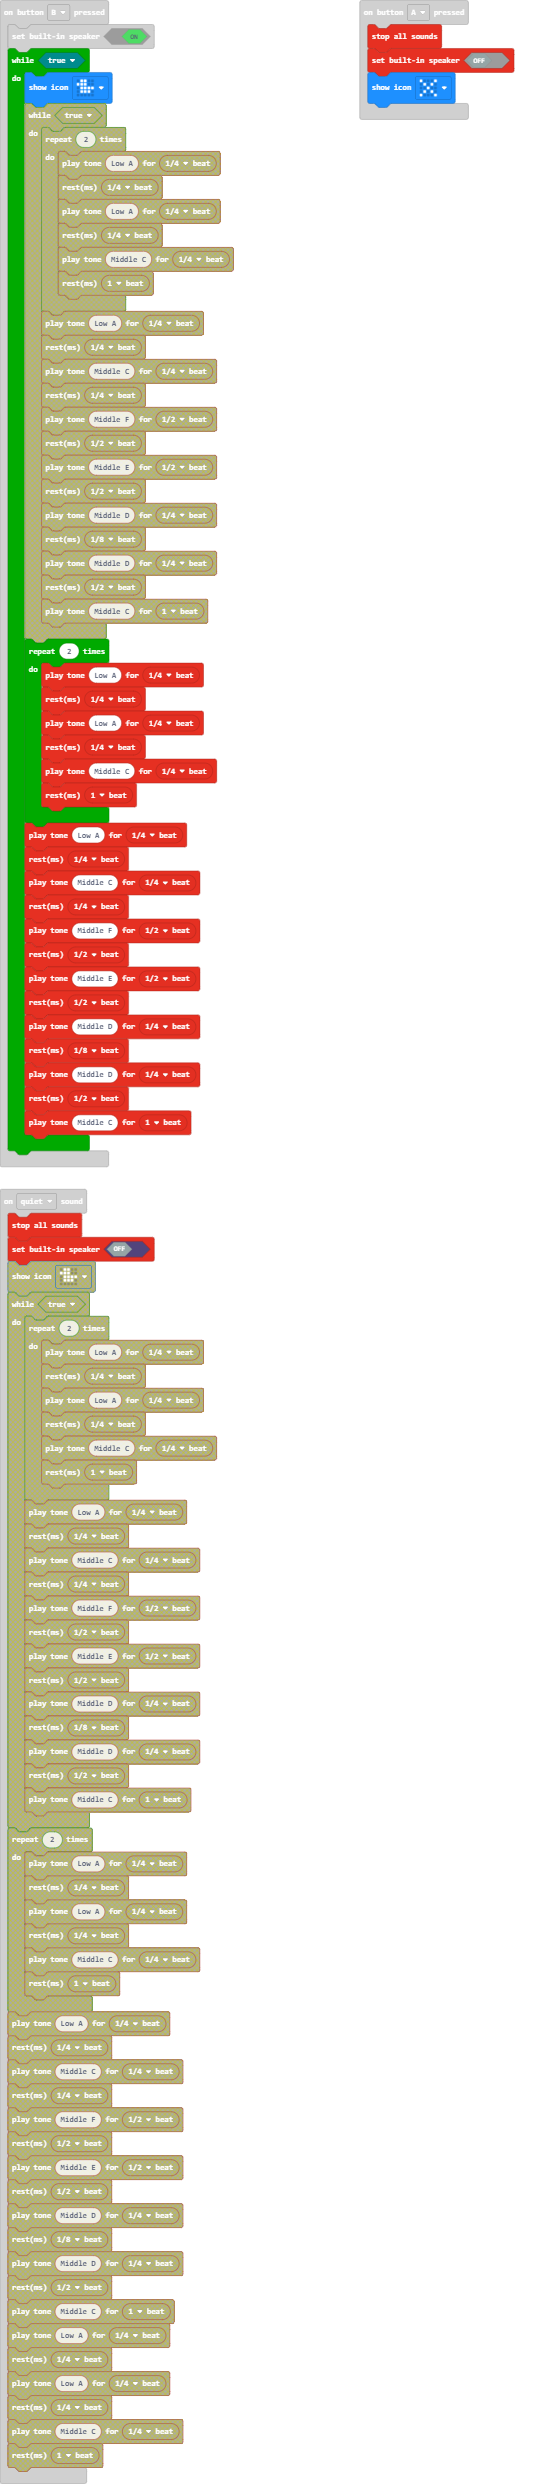 on button B pressed
set built-in speaker ON
while true
do
show icon
while true
do
repeat 2 times
do
play tone Low A for 1/4 beat
rest(ms) 1/4 beat
play tone Low A for 1/4 beat
rest(ms) 1/4 beat
play tone Middle C for 1/4 beat
rest(ms) 1 beat
play tone Low A for 1/4 beat
rest(ms) 1/4 beat
play tone Middle C for 1/4 beat
rest(ms) 1/4 beat
play tone Middle F for 1/2 beat
rest(ms) 1/2 beat
play tone Middle E for 1/2 beat
rest(ms) 1/2 beat
play tone Middle D for 1/4 beat
rest(ms) 1/8 beat
play tone Middle D for 1/4 beat
rest(ms) 1/2 beat
play tone Middle C for 1 beat
repeat 2 times
do
play tone Low A for 1/4 beat
rest(ms) 1/4 beat
play tone Low A for 1/4 beat
rest(ms) 1/4 beat
play tone Middle C for 1/4 beat
rest(ms) 1 beat
play tone Low A for 1/4 beat
rest(ms) 1/4 beat
play tone Middle C for 1/4 beat
rest(ms) 1/4 beat
play tone Middle F for 1/2 beat
rest(ms) 1/2 beat
play tone Middle E for 1/2 beat
rest(ms) 1/2 beat
play tone Middle D for 1/4 beat
rest(ms) 1/8 beat
play tone Middle D for 1/4 beat
rest(ms) 1/2 beat
play tone Middle C for 1 beat
on button A pressed
stop all sounds
set built-in speaker OFF
show icon
on quiet sound
stop all sounds
set built-in speaker OFF
show icon
while true
do
repeat 2 times
do
play tone Low A for 1/4 beat
rest(ms) 1/4 beat
play tone Low A for 1/4 beat
rest(ms) 1/4 beat
play tone Middle C for 1/4 beat
rest(ms) 1 beat
play tone Low A for 1/4 beat
rest(ms) 1/4 beat
play tone Middle C for 1/4 beat
rest(ms) 1/4 beat
play tone Middle F for 1/2 beat
rest(ms) 1/2 beat
play tone Middle E for 1/2 beat
rest(ms) 1/2 beat
play tone Middle D for 1/4 beat
rest(ms) 1/8 beat
play tone Middle D for 1/4 beat
rest(ms) 1/2 beat
play tone Middle C for 1 beat
repeat 2 times
do
play tone Low A for 1/4 beat
rest(ms) 1/4 beat
play tone Low A for 1/4 beat
rest(ms) 1/4 beat
play tone Middle C for 1/4 beat
rest(ms) 1 beat
play tone Low A for 1/4 beat
rest(ms) 1/4 beat
play tone Middle C for 1/4 beat
rest(ms) 1/4 beat
play tone Middle F for 1/2 beat
rest(ms) 1/2 beat
play tone Middle E for 1/2 beat
rest(ms) 1/2 beat
play tone Middle D for 1/4 beat
rest(ms) 1/8 beat
play tone Middle D for 1/4 beat
rest(ms) 1/2 beat
play tone Middle C for 1 beat
play tone Low A for 1/4 beat
rest(ms) 1/4 beat
play tone Low A for 1/4 beat
rest(ms) 1/4 beat
play tone Middle C for 1/4 beat
rest(ms) 1 beat